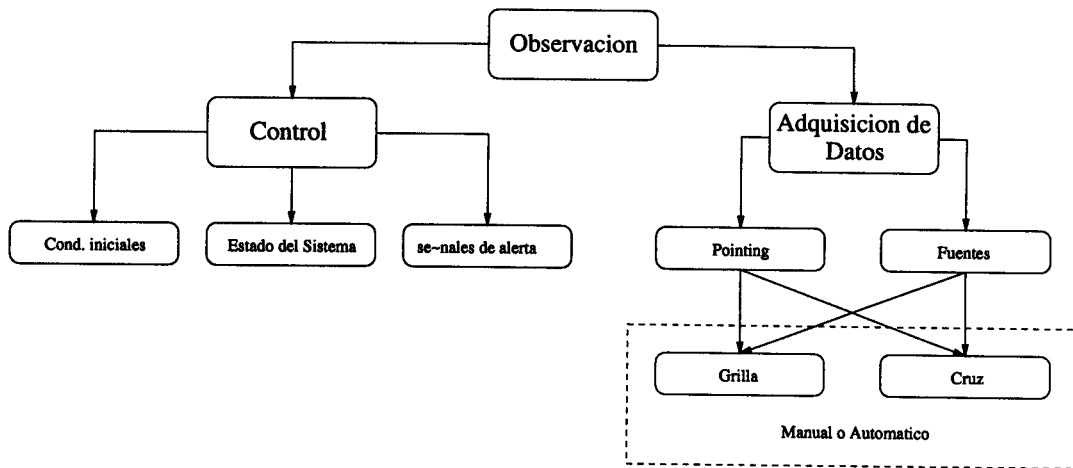 Observacion
Control
Adquisicion de
Datos
Cond. iniciales
Estado del Sistema
se~nales de alerta
Pointing
Fuentes
Grilla
Cruz
Manual o Automatico